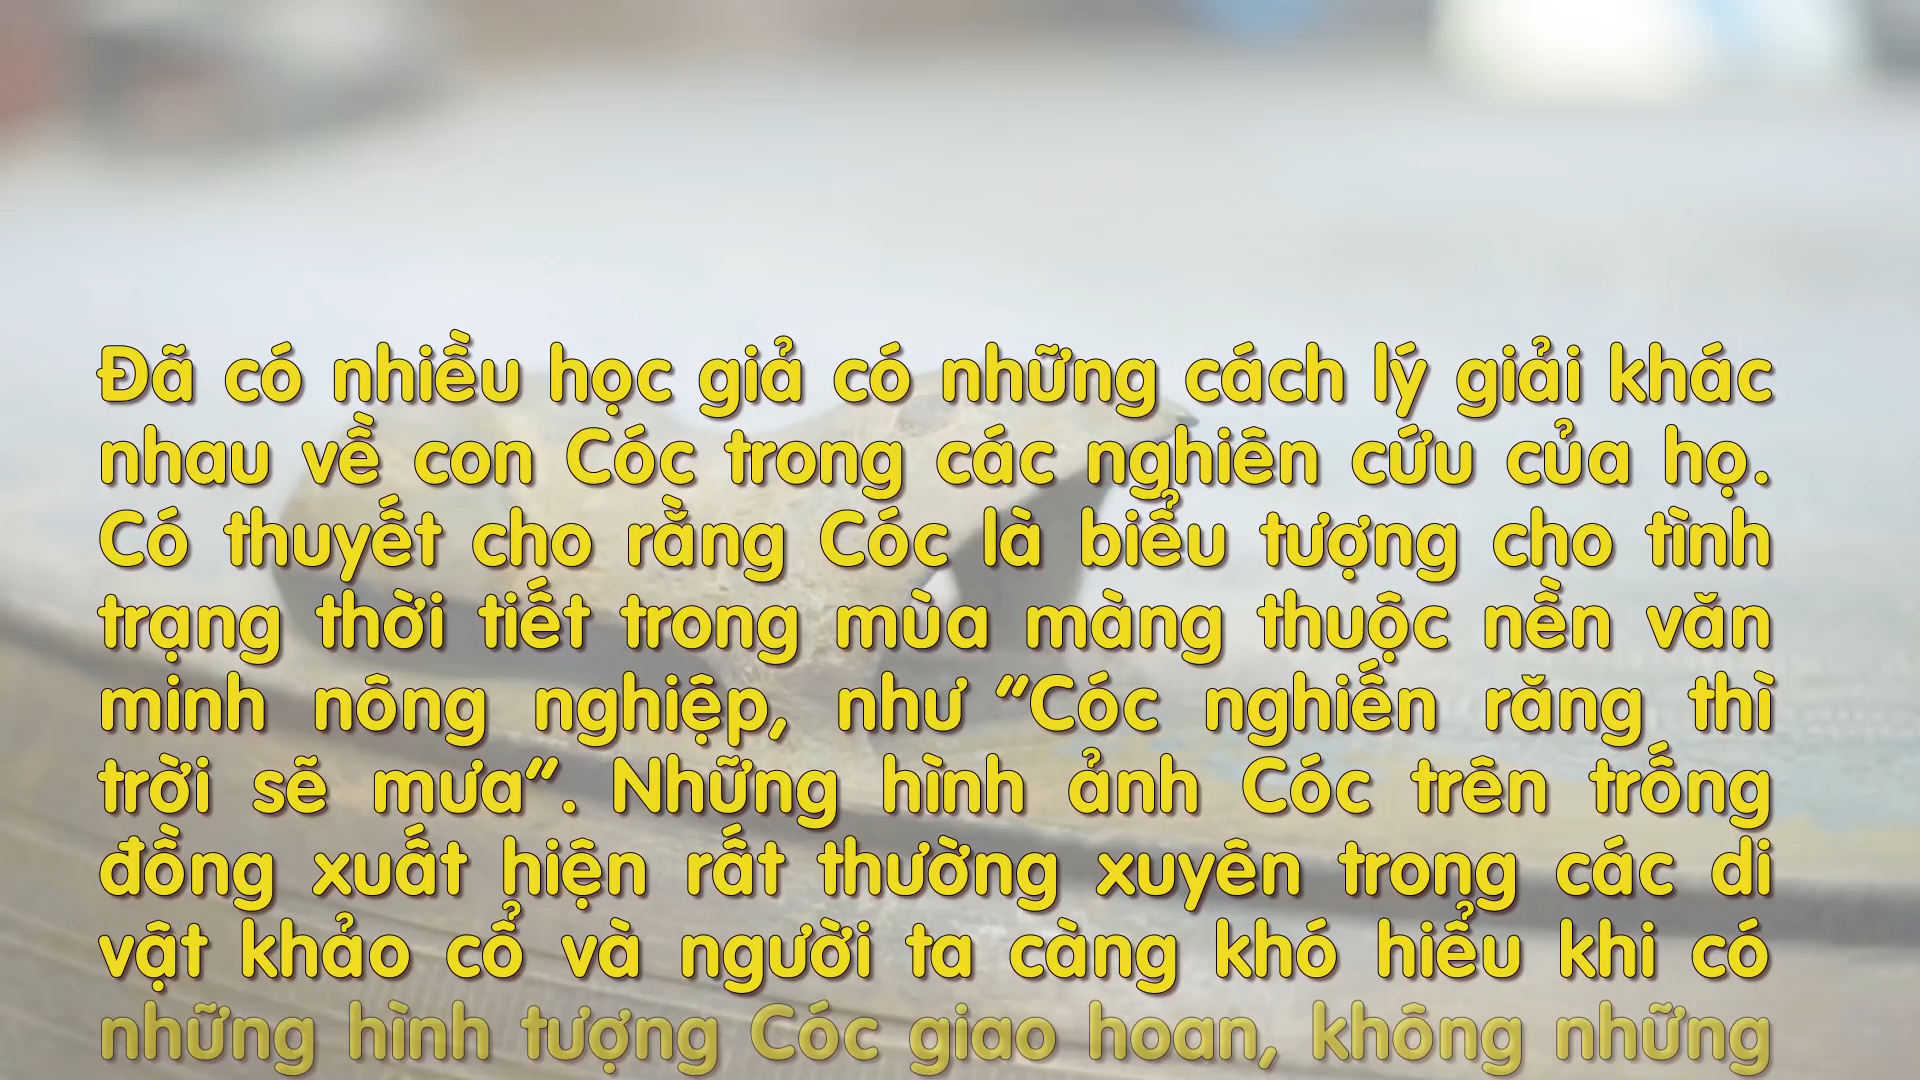 Đã có nhiều học giả có những cách lý giải khác
nhau về con Cóc trong các nghiên cứu của họ.
Có thuyết cho rằng Cóc là biểu tượng cho tình
trạng thời tiết trong mùa màng thuộc nền văn
minh nông nghiệp, như “Cóc nghiến răng thì
trời sẽ mưa“. Những hình ảnh Cóc trên trống
đồng xuất hiện rất thường xuyên trong các di
vật khảo cổ và người ta càng khó hiểu khi có
những hình tượng Cóc giao hoan, không những